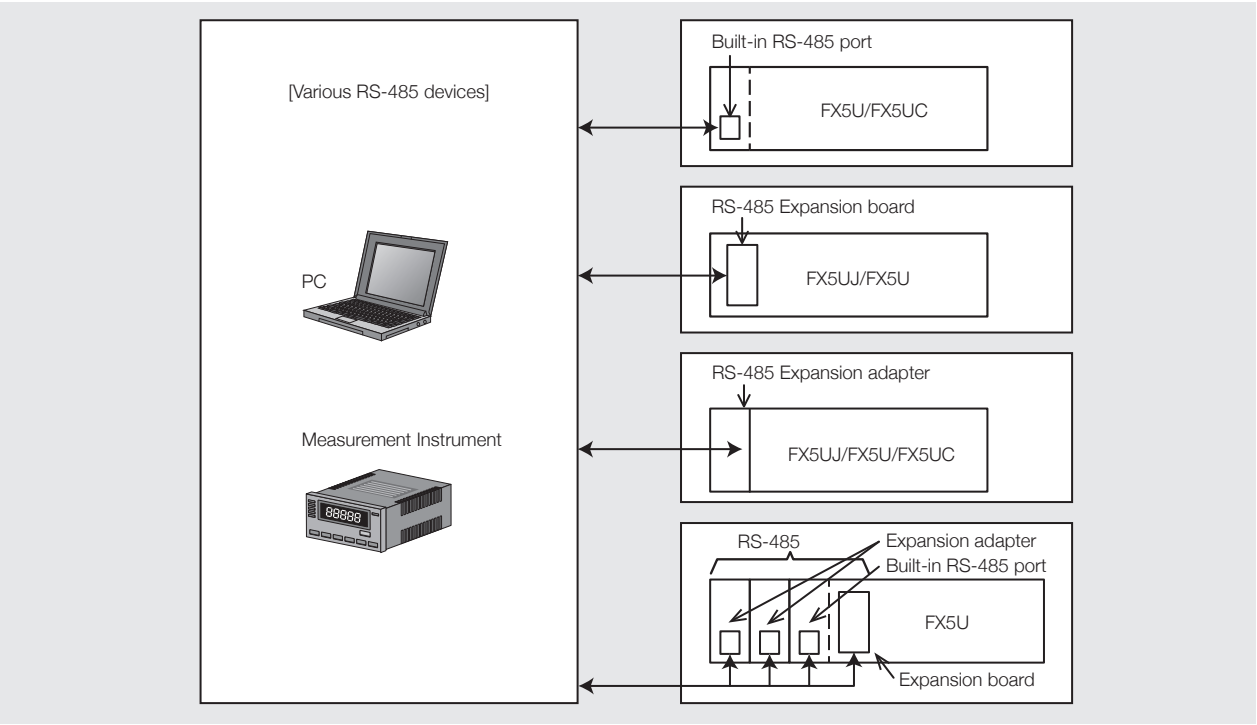 [Various RS-485 devices]
PC
Measurement Instrument
88888
Built-in RS-485 port
FX5U/FX5UC
RS-485 Expansion board
FX5UJ/FX5U
RS-485 Expansion adapter
FX5UJ/FX5U/FX5UC
RS-485
Expansion adapter
Built-in RS-485 port
FX5U
Expansion board